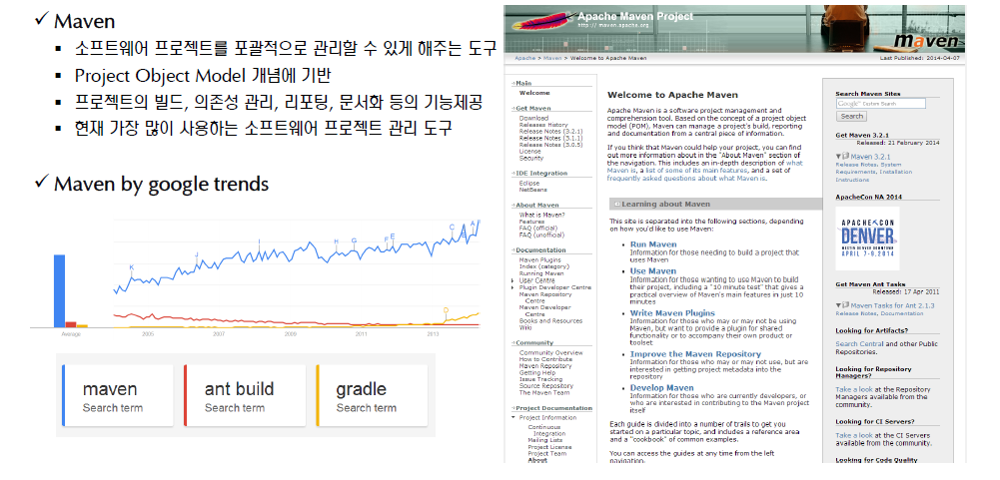 ✓ Maven
▪ 소프트웨어 프로젝트를 포괄적으로 관리할 수 있게 해주는 도구
▪ Project Object Model 개념에 기반
▪ 프로젝트의 빌드, 의존성 관리, 리포팅, 문서화 등의 기능제공
▪ 현재 가장 많이 사용하는 소프트웨어 프로젝트 관리 도구
✓ Maven by google trends
K
J
I
H
G
F
E
C
A
F
D
Average
2005
2007
2009
2011
2013
maven
Search term
ant build
Search term
gradle
Search term
Apache Maven Project
http://maven.apache.org/
maven
Apache > Maven > Welcome to Apache Maven
Last Published: 2014-04-07
Main
Welcome
Get Maven
Download
Releases History
Release Notes (3.2.1)
Release Notes (3.1.1)
Release Notes (3.0.5)
License
Security
IDE Integration
Eclipse
NetBeans
About Maven
What is Maven?
Features
FAQ (official)
FAQ (unofficial)
Documentation
Maven Plugins
Index (category)
Running Maven
User Centre
Plugin Developer Centre
Maven Repository
Centre
Maven Developer
Centre
Books and Resources
Wiki
Community
Community Overview
How to Contribute
Maven Repository
Getting Help
Issue Tracking
Source Repository
The Maven Team
Project Documentation
Project Information
Continuous
Integration
Mailing Lists
Project License
Project Team
About
Welcome to Apache Maven
Apache Maven is a software project management and
comprehension tool. Based on the concept of a project object
model (POM), Maven can manage a project's build, reporting
and documentation from a central piece of information.
If you think that Maven could help your project, you can find
out more information about in the "About Maven" section of
the navigation. This includes an in-depth description of what
Maven is, a list of some of its main features, and a set of
frequently asked questions about what Maven is.
Learning about Maven
This site is separated into the following sections, depending
on how you'd like to use Maven:
• Run Maven
Information for those needing to build a project that
uses Maven
• Use Maven
Information for those wanting to use Maven to build
their project, including a "10 minute test" that gives a
practical overview of Maven's main features in just 10
minutes
• Write Maven Plugins
Information for those who may or may not be using
Maven, but want to provide a plugin for shared
functionality or to accompany their own product or
toolset
• Improve the Maven Repository
Information for those who may or may not use, but are
interested in getting project metadata into the
repository
• Develop Maven
Information for those who are currently developers, or
who are interested in contributing to the Maven project
itself
Each guide is divided into a number of trails to get you
started on a particular topic, and includes a reference area
and a "cookbook" of common examples.
You can access the guides at any time from the left
navigation.
Search Maven Sites
Google Custom Search
Search
Get Maven 3.2.1
Released: 21 February 2014
Maven 3.2.1
Release Notes, System
Requirements, Installation
Instructions
ApacheCon NA 2014
APACHECON
DENVER
WESTIN DENVER DOWNTOWN
APRIL 7-9.2014
Get Maven Ant Tasks
Released: 17 Apr 2011
Maven Tasks for Ant 2.1.3
Release Notes, Documentation
Looking for Artifacts?
Search Central and other Public
Repositories.
Looking for Repository
Managers?
Take a look at the Repository
Managers available from the
community.
Looking for CI Servers?
Take a look at the CI Servers
available from the community.
Looking for Code Quality